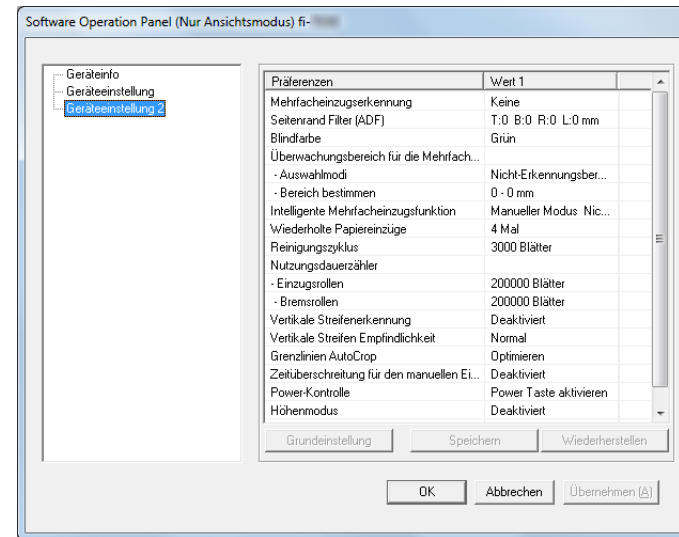 Software Operation Panel (Nur Ansichtsmodus) fi-
Geräteinfo
Geräteeinstellung
Geräteeinstellung 2
Präferenzen Wert 1
Mehrfacheinzugserkennung Keine
Seitenrand Filter (ADF) T:0 B:0 R:0 L:0 mm
Blindfarbe Grün
Überwachungsbereich für die Mehrfach...
- Auswahlmodi Nicht-Erkennungsber...
- Bereich bestimmen 0 - 0 mm
Intelligente Mehrfacheinzugsfunktion Manueller Modus Nic...
Wiederholte Papiereinzüge 4 Mal
Reinigungszyklus 3000 Blätter
Nutzungsdauerzähler
- Einzugsrollen 200000 Blätter
- Bremsrollen 200000 Blätter
Vertikale Streifenerkennung Deaktiviert
Vertikale Streifen Empfindlichkeit Normal
Grenzlinien AutoCrop Optimieren
Zeitüberschreitung für den manuellen Ei... Deaktiviert
Power-Kontrolle Power Taste aktivieren
Höhenmodus Deaktiviert
Grundeinstellung Speichern Wiederherstellen
OK Abbrechen Übernehmen (A)